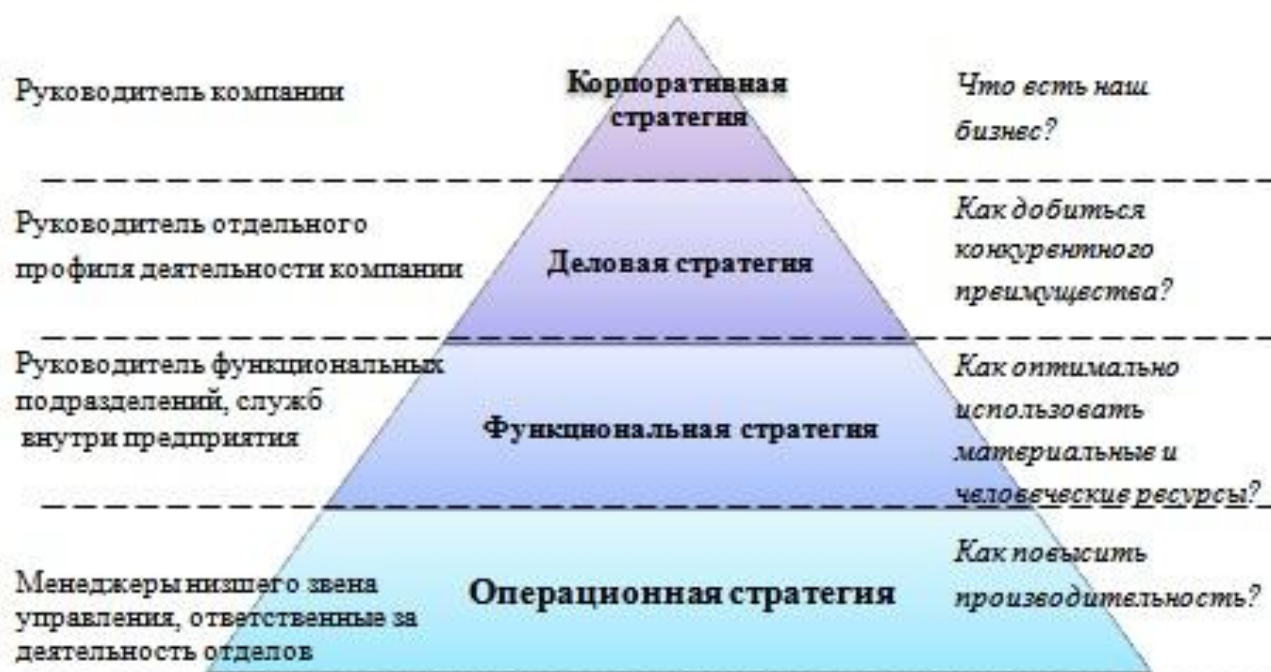 Руководитель компании
Корпоративная
стратегия
Что есть наш
бизнес?
Руководитель отдельного
профиля деятельности компании
Деловая стратегия
Как добиться
конкурентного
преимущества?
Руководитель функциональных
подразделений, служб
внутри предприятия
Функциональная стратегия
Как оптимально
использовать
материальные и
человеческие ресурсы?
Менеджеры низшего звена
управления, ответственные за
деятельность отделов
Операционная стратегия
Как повысить
производительность?